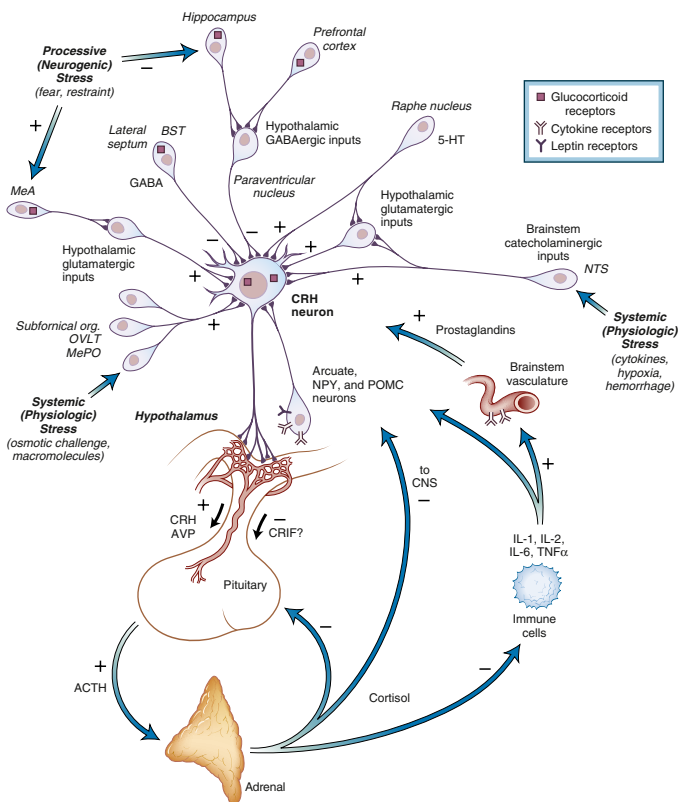 Hippocampus
Prefrontal
cortex
Processive
(Neurogenic)
Stress
(fear, restraint)
−
+
Glucocorticoid
receptors
Cytokine receptors
Leptin receptors
Raphe nucleus
5-HT
Lateral
septum
BST
GABA
Hypothalamic
GABAergic inputs
Paraventricular
nucleus
MeA
Hypothalamic
glutamatergic
inputs
Hypothalamic
glutamatergic
inputs
Brainstem
catecholaminergic
inputs
NTS
−
−
+
+
+
+
+
CRH
neuron
Subfornical org.
OVLT
MePO
Systemic
(Physiologic)
Stress
(osmotic challenge,
macromolecules)
Systemic
(Physiologic)
Stress
(cytokines,
hypoxia,
hemorrhage)
+
Prostaglandins
Brainstem
vasculature
Arcuate,
NPY, and POMC
neurons
Hypothalamus
+
CRH
AVP
−
CRIF?
to
CNS
−
+
IL-1, IL-2,
IL-6, TNFα
Immune
cells
Pituitary
−
−
+
ACTH
Cortisol
Adrenal